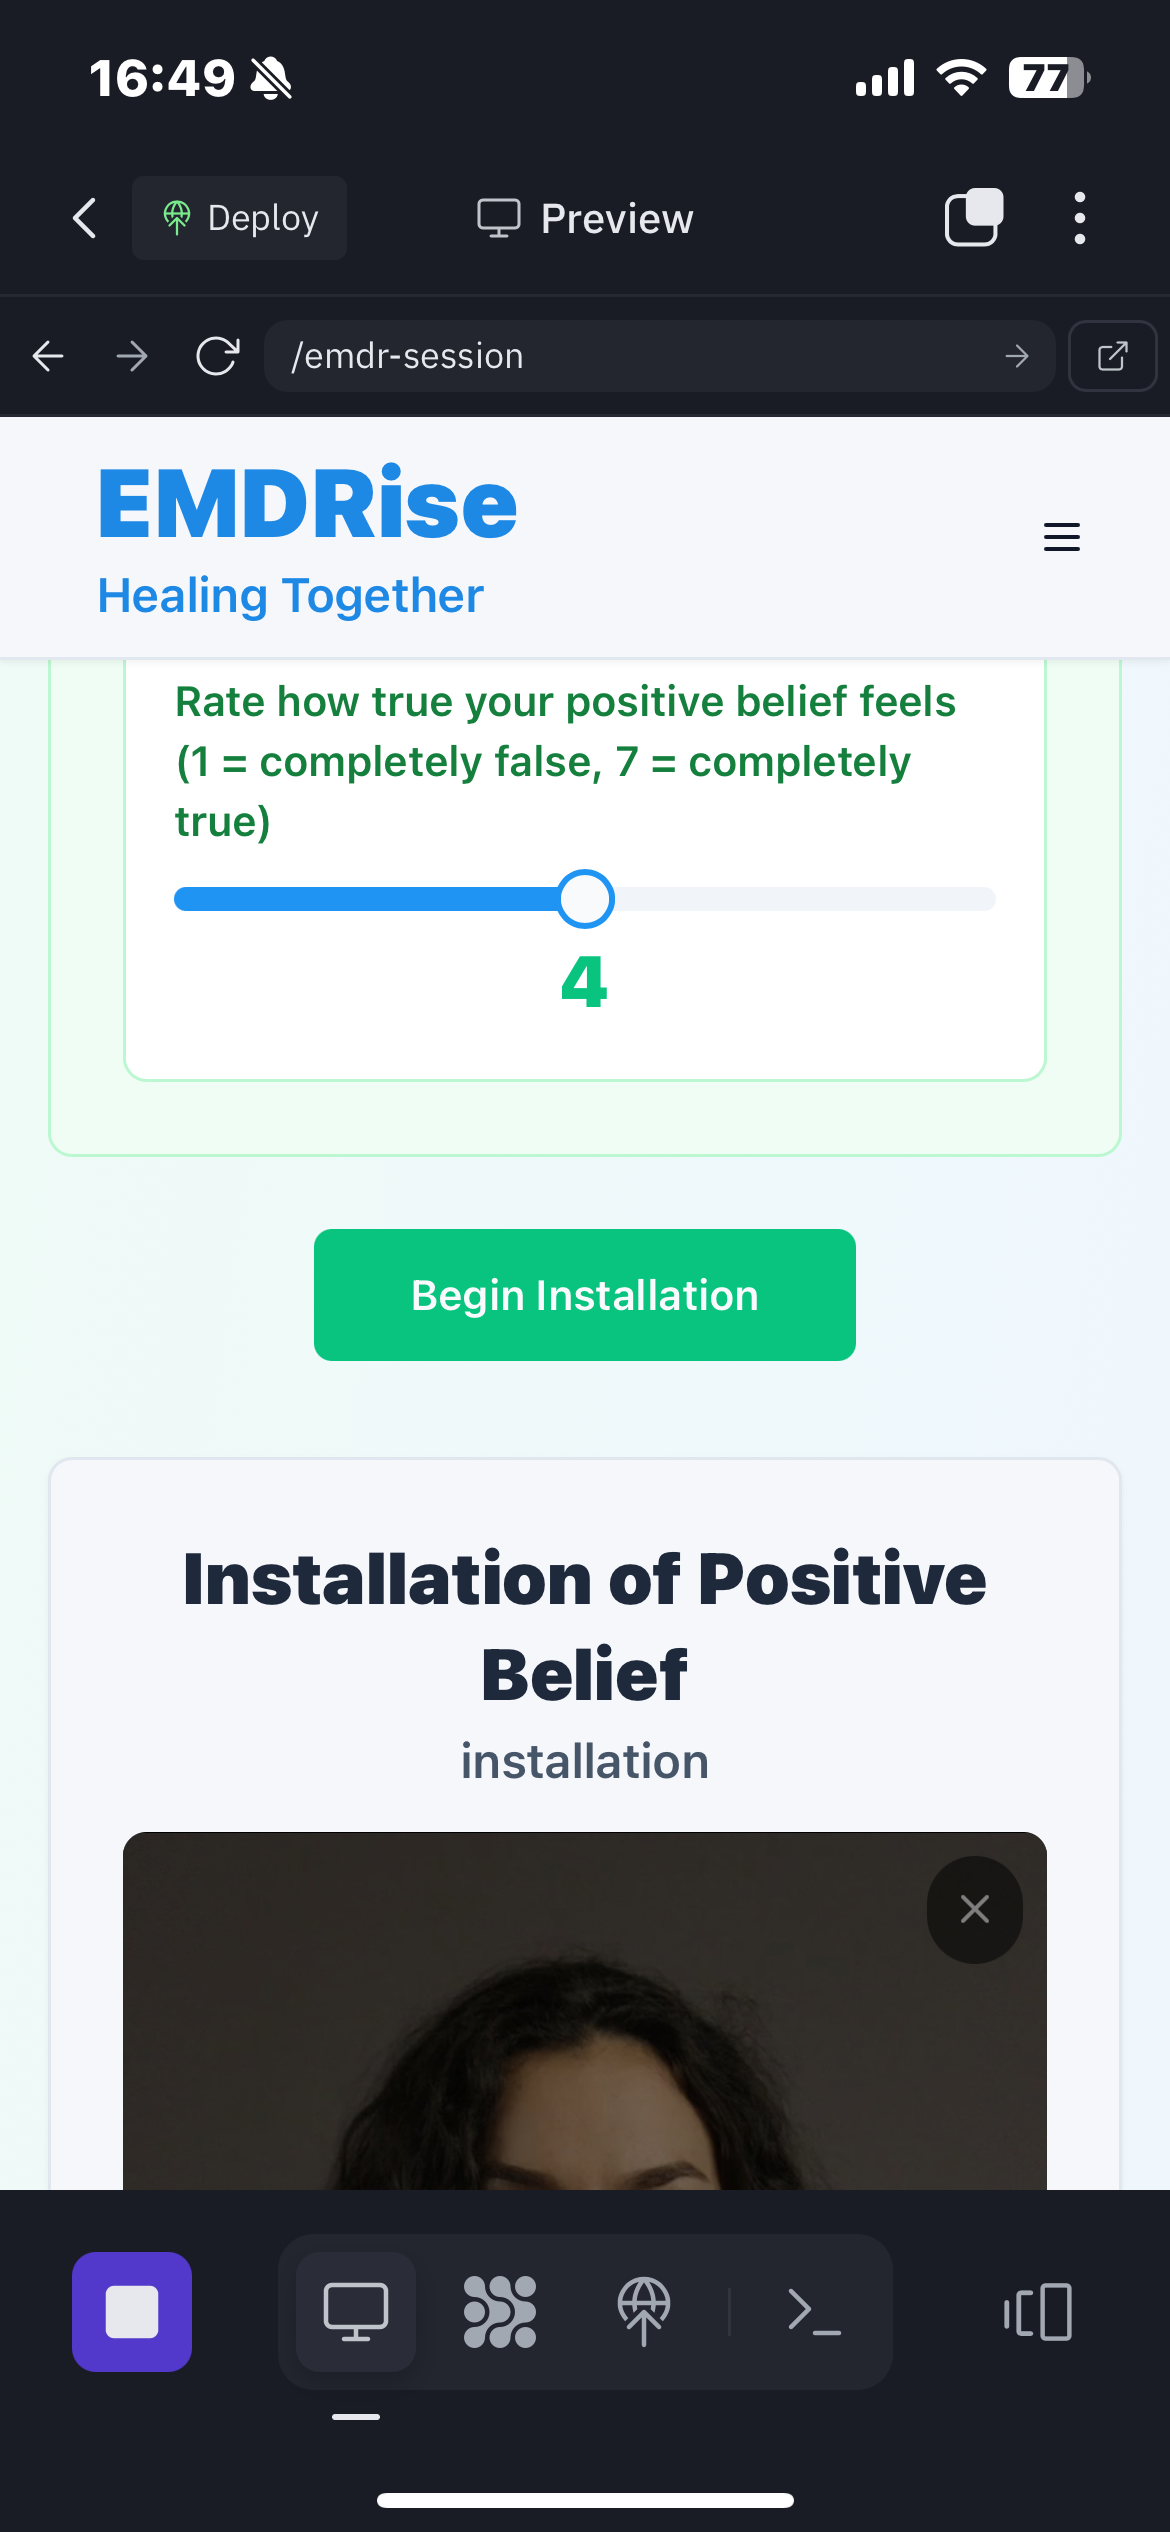 16:49
77
Deploy
Preview
/emdr-session
EMDRise
Healing Together
Rate how true your positive belief feels
(1 = completely false, 7 = completely
true)
4
Begin Installation
Installation of Positive
Belief
installation